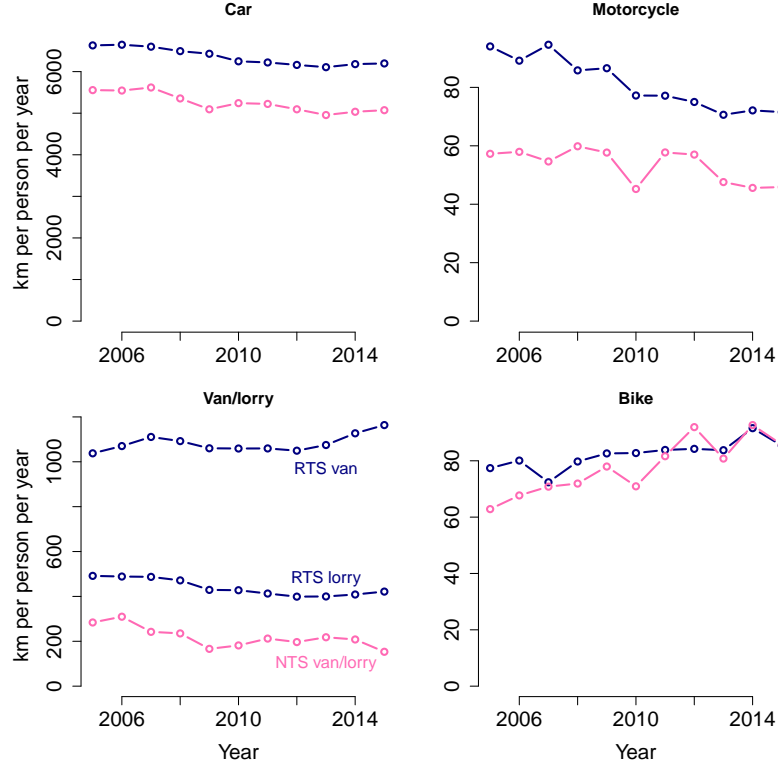 Car
km per person per year
0
2000
4000
6000
2006
2010
2014
Motorcycle
0
20
40
60
80
2006
2010
2014
Van/lorry
km per person per year
0
200
600
1000
RTS van
RTS lorry
NTS van/lorry
2006
2010
2014
Year
Bike
0
20
40
60
80
2006
2010
2014
Year